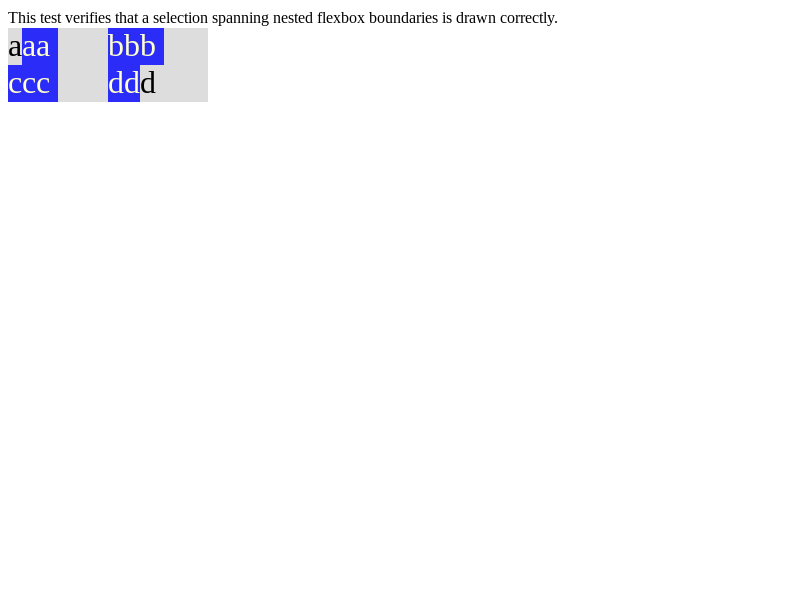 This test verifies that a selection spanning nested flexbox boundaries is drawn correctly.
aaa bbb
ccc ddd